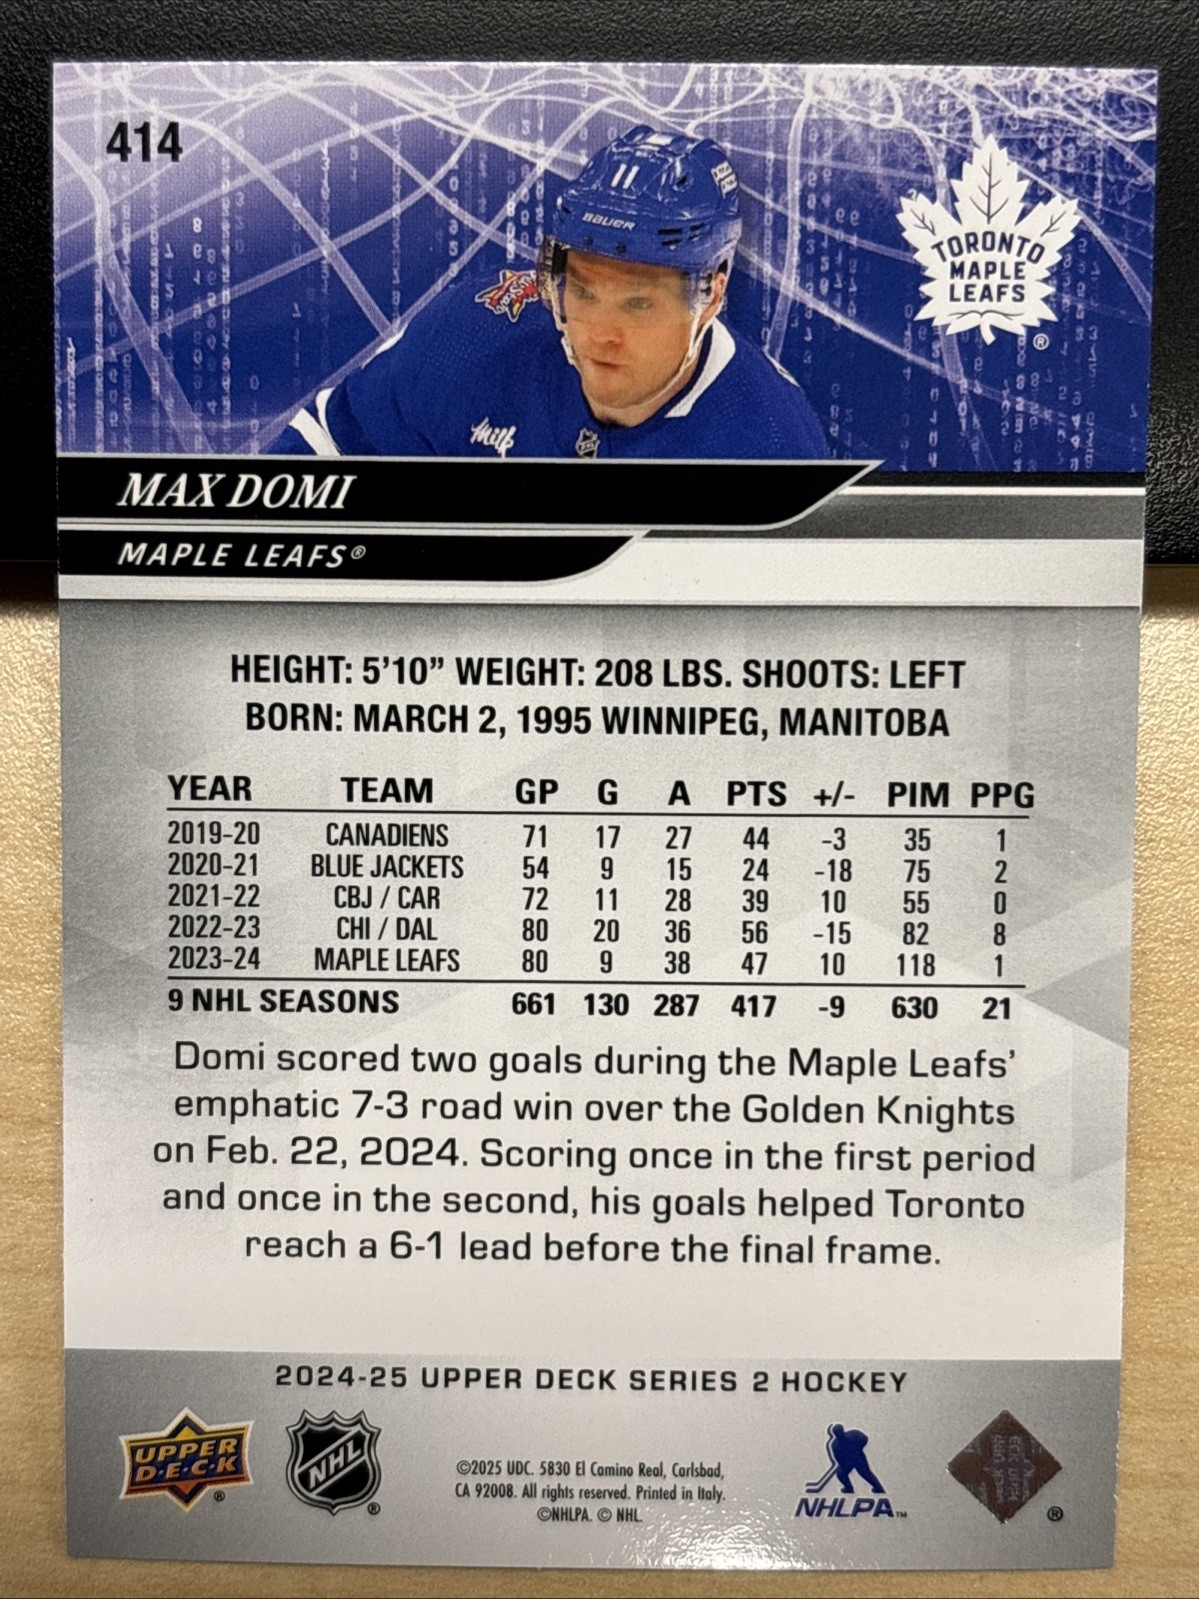 414
11
BAUER
TORONTO
MAPLE
LEAFS
®
Milk
MAX DOMI
MAPLE LEAFS®
HEIGHT: 5'10” WEIGHT: 208 LBS. SHOOTS: LEFT
BORN: MARCH 2, 1995 WINNIPEG, MANITOBA
YEAR TEAM GP G A PTS +/- PIM PPG
2019-20 CANADIENS 71 17 27 44 -3 35 1
2020-21 BLUE JACKETS 54 9 15 24 -18 75 2
2021-22 CBJ / CAR 72 11 28 39 10 55 0
2022-23 CHI / DAL 80 20 36 56 -15 82 8
2023-24 MAPLE LEAFS 80 9 38 47 10 118 1
9 NHL SEASONS 661 130 287 417 -9 630 21
Domi scored two goals during the Maple Leafs’
emphatic 7-3 road win over the Golden Knights
on Feb. 22, 2024. Scoring once in the first period
and once in the second, his goals helped Toronto
reach a 6-1 lead before the final frame.
2024-25 UPPER DECK SERIES 2 HOCKEY
UPPER
D·E·C·K
®
NHL
®
©2025 UDC. 5830 El Camino Real, Carlsbad,
CA 92008. All rights reserved. Printed in Italy.
©NHLPA. © NHL.
NHLPA™
®